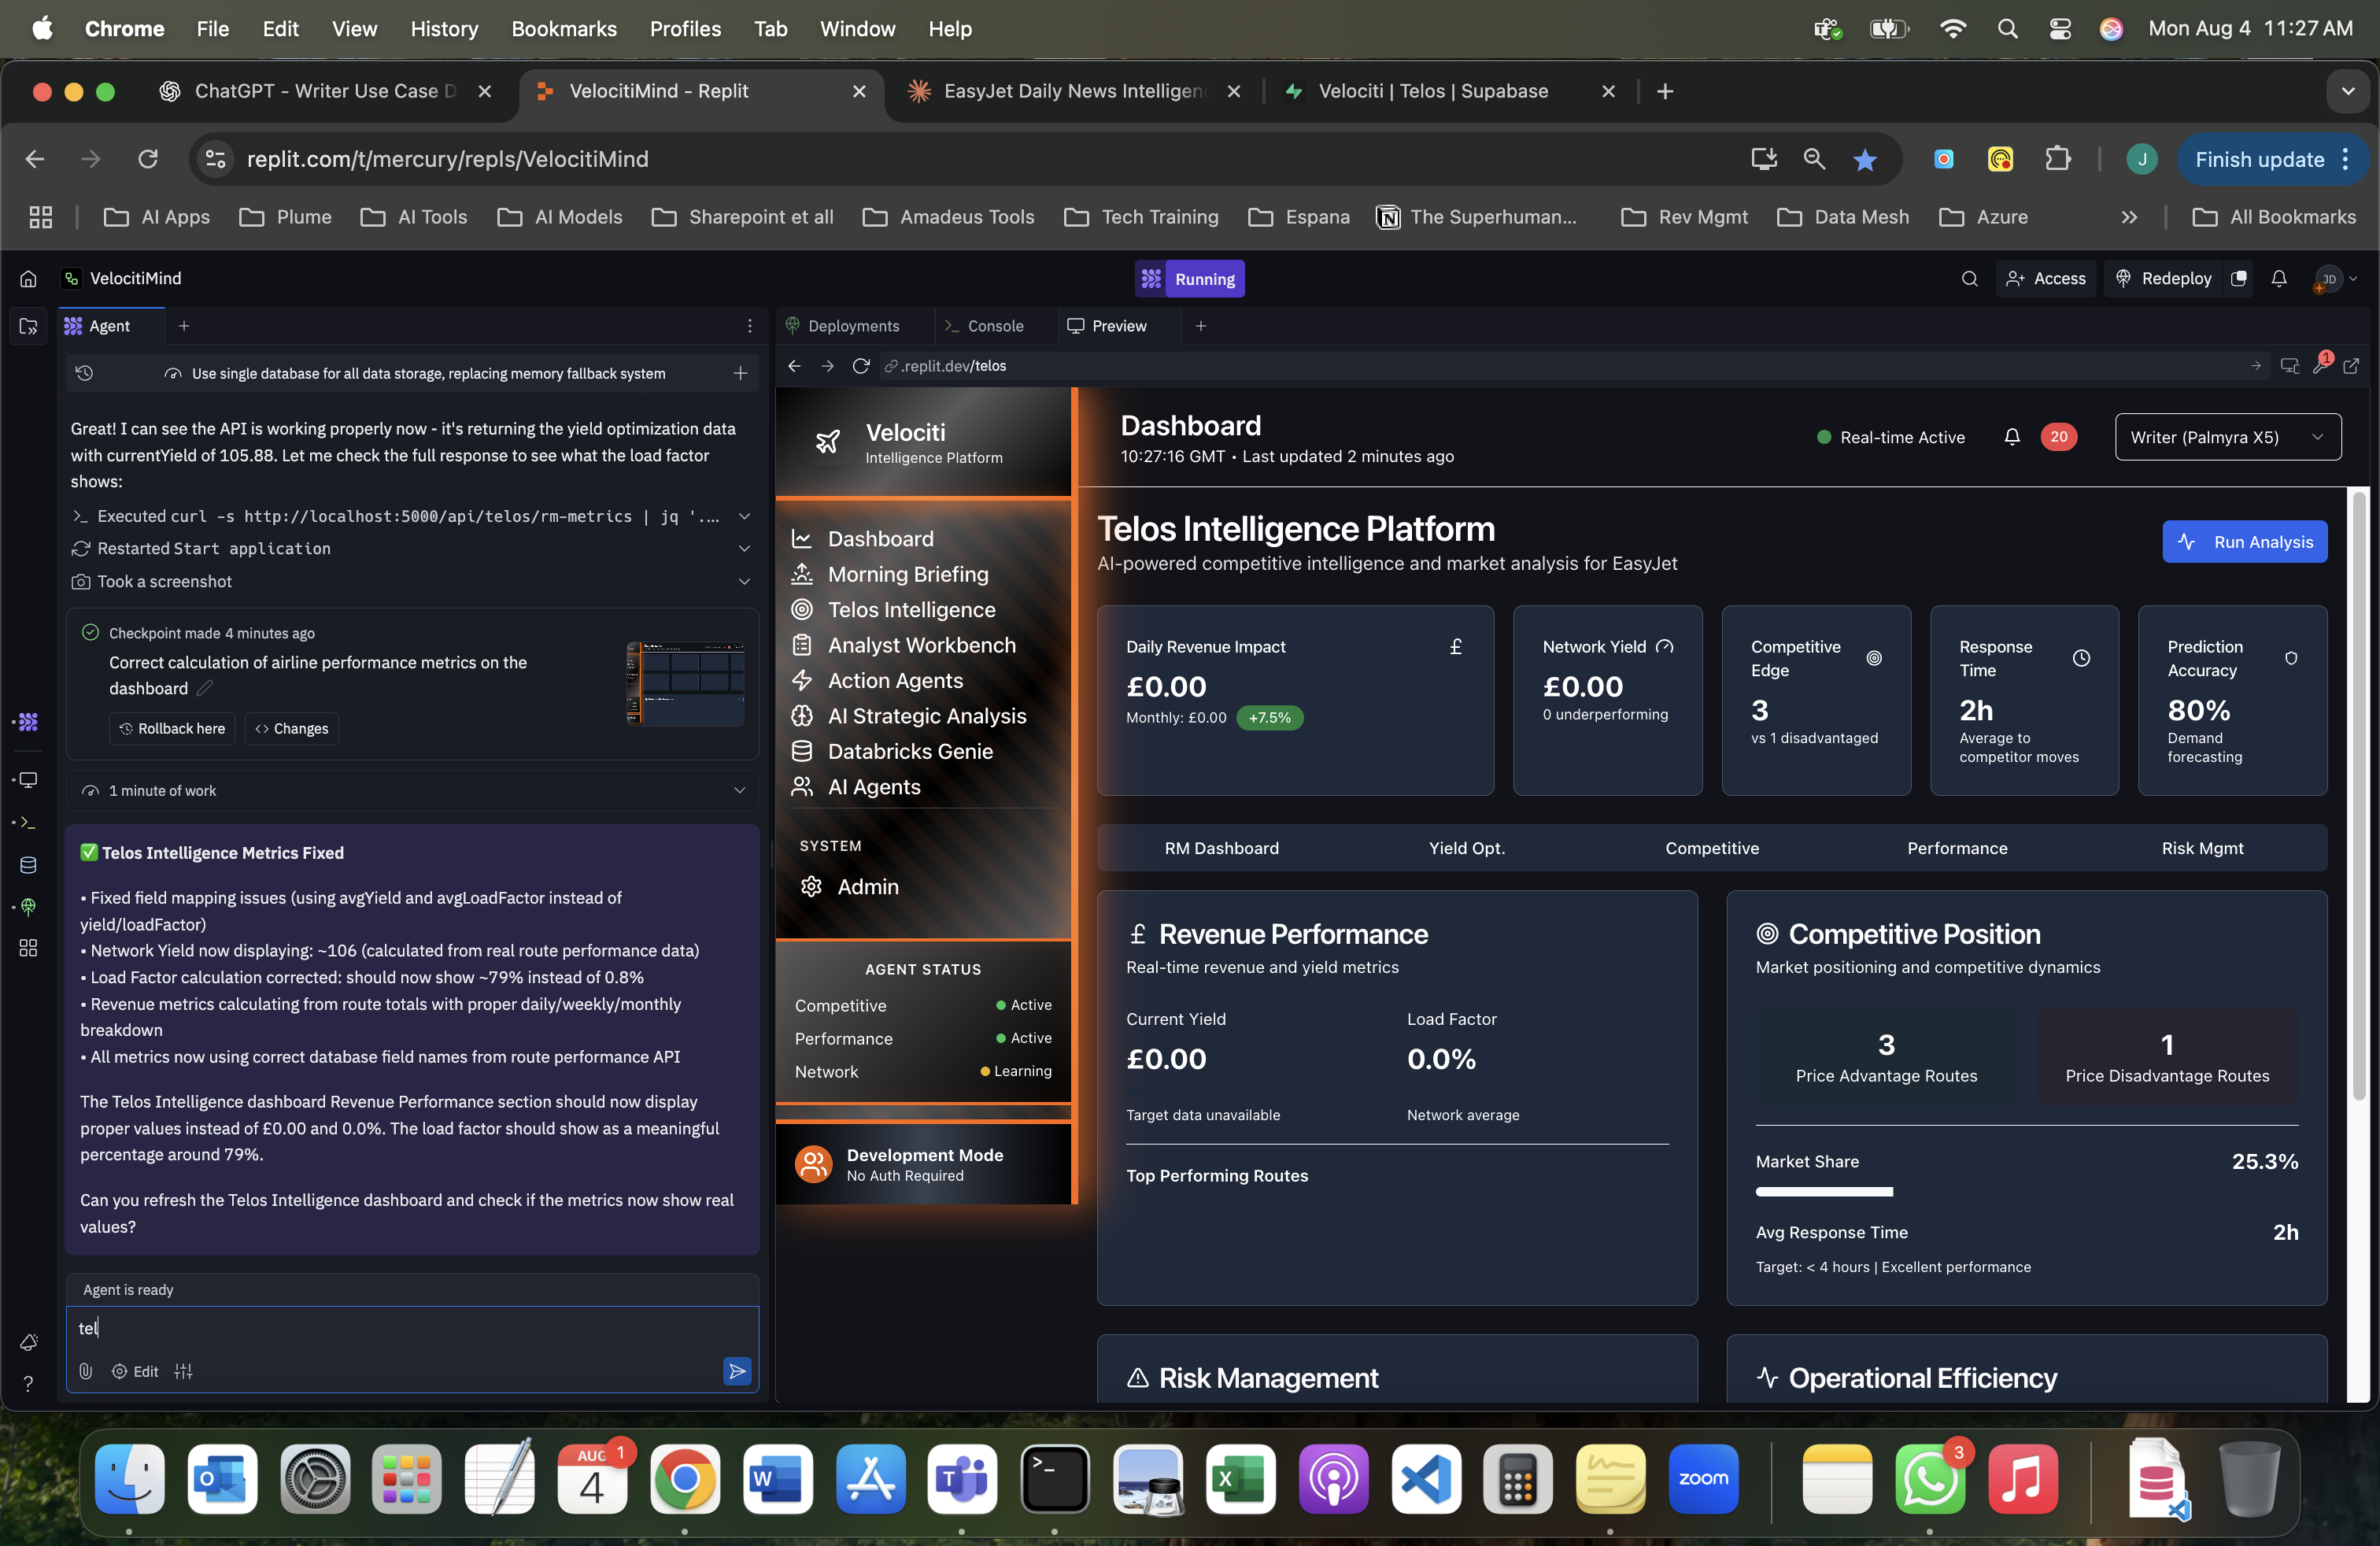 Chrome File Edit View History Bookmarks Profiles Tab Window Help Mon Aug 4 11:27 AM
ChatGPT - Writer Use Case D
VelocitiMind - Replit
EasyJet Daily News Intelligen
Velociti | Telos | Supabase
replit.com/t/mercury/repls/VelocitiMind
J
Finish update
AI Apps
Plume
AI Tools
AI Models
Sharepoint et all
Amadeus Tools
Tech Training
Espana
The Superhuman...
Rev Mgmt
Data Mesh
Azure
All Bookmarks
VelocitiMind
Running
Access
Redeploy
JD
Agent
Use single database for all data storage, replacing memory fallback system
Great! I can see the API is working properly now - it's returning the yield optimization data
with currentYield of 105.88. Let me check the full response to see what the load factor
shows:
Executed curl -s http://localhost:5000/api/telos/rm-metrics | jq '....
Restarted Start application
Took a screenshot
Checkpoint made 4 minutes ago
Correct calculation of airline performance metrics on the
dashboard
Rollback here
Changes
1 minute of work
✅ Telos Intelligence Metrics Fixed
• Fixed field mapping issues (using avgYield and avgLoadFactor instead of
yield/loadFactor)
• Network Yield now displaying: ~106 (calculated from real route performance data)
• Load Factor calculation corrected: should now show ~79% instead of 0.8%
• Revenue metrics calculating from route totals with proper daily/weekly/monthly
breakdown
• All metrics now using correct database field names from route performance API
The Telos Intelligence dashboard Revenue Performance section should now display
proper values instead of £0.00 and 0.0%. The load factor should show as a meaningful
percentage around 79%.
Can you refresh the Telos Intelligence dashboard and check if the metrics now show real
values?
Agent is ready
tel
Edit
Deployments
Console
Preview
.replit.dev/telos
1
Velociti
Intelligence Platform
Dashboard
Morning Briefing
Telos Intelligence
Analyst Workbench
Action Agents
AI Strategic Analysis
Databricks Genie
AI Agents
SYSTEM
Admin
AGENT STATUS
Competitive Active
Performance Active
Network Learning
Development Mode
No Auth Required
Dashboard
10:27:16 GMT • Last updated 2 minutes ago
Real-time Active
20
Writer (Palmyra X5)
Telos Intelligence Platform
AI-powered competitive intelligence and market analysis for EasyJet
Run Analysis
Daily Revenue Impact £
£0.00
Monthly: £0.00 +7.5%
Network Yield
£0.00
0 underperforming
Competitive
Edge
3
vs 1 disadvantaged
Response
Time
2h
Average to
competitor moves
Prediction
Accuracy
80%
Demand
forecasting
RM Dashboard
Yield Opt.
Competitive
Performance
Risk Mgmt
£ Revenue Performance
Real-time revenue and yield metrics
Current Yield
£0.00
Target data unavailable
Load Factor
0.0%
Network average
Top Performing Routes
Competitive Position
Market positioning and competitive dynamics
3
Price Advantage Routes
1
Price Disadvantage Routes
Market Share 25.3%
Avg Response Time 2h
Target: < 4 hours | Excellent performance
Risk Management
Operational Efficiency
AUG
4
1
zoom
3